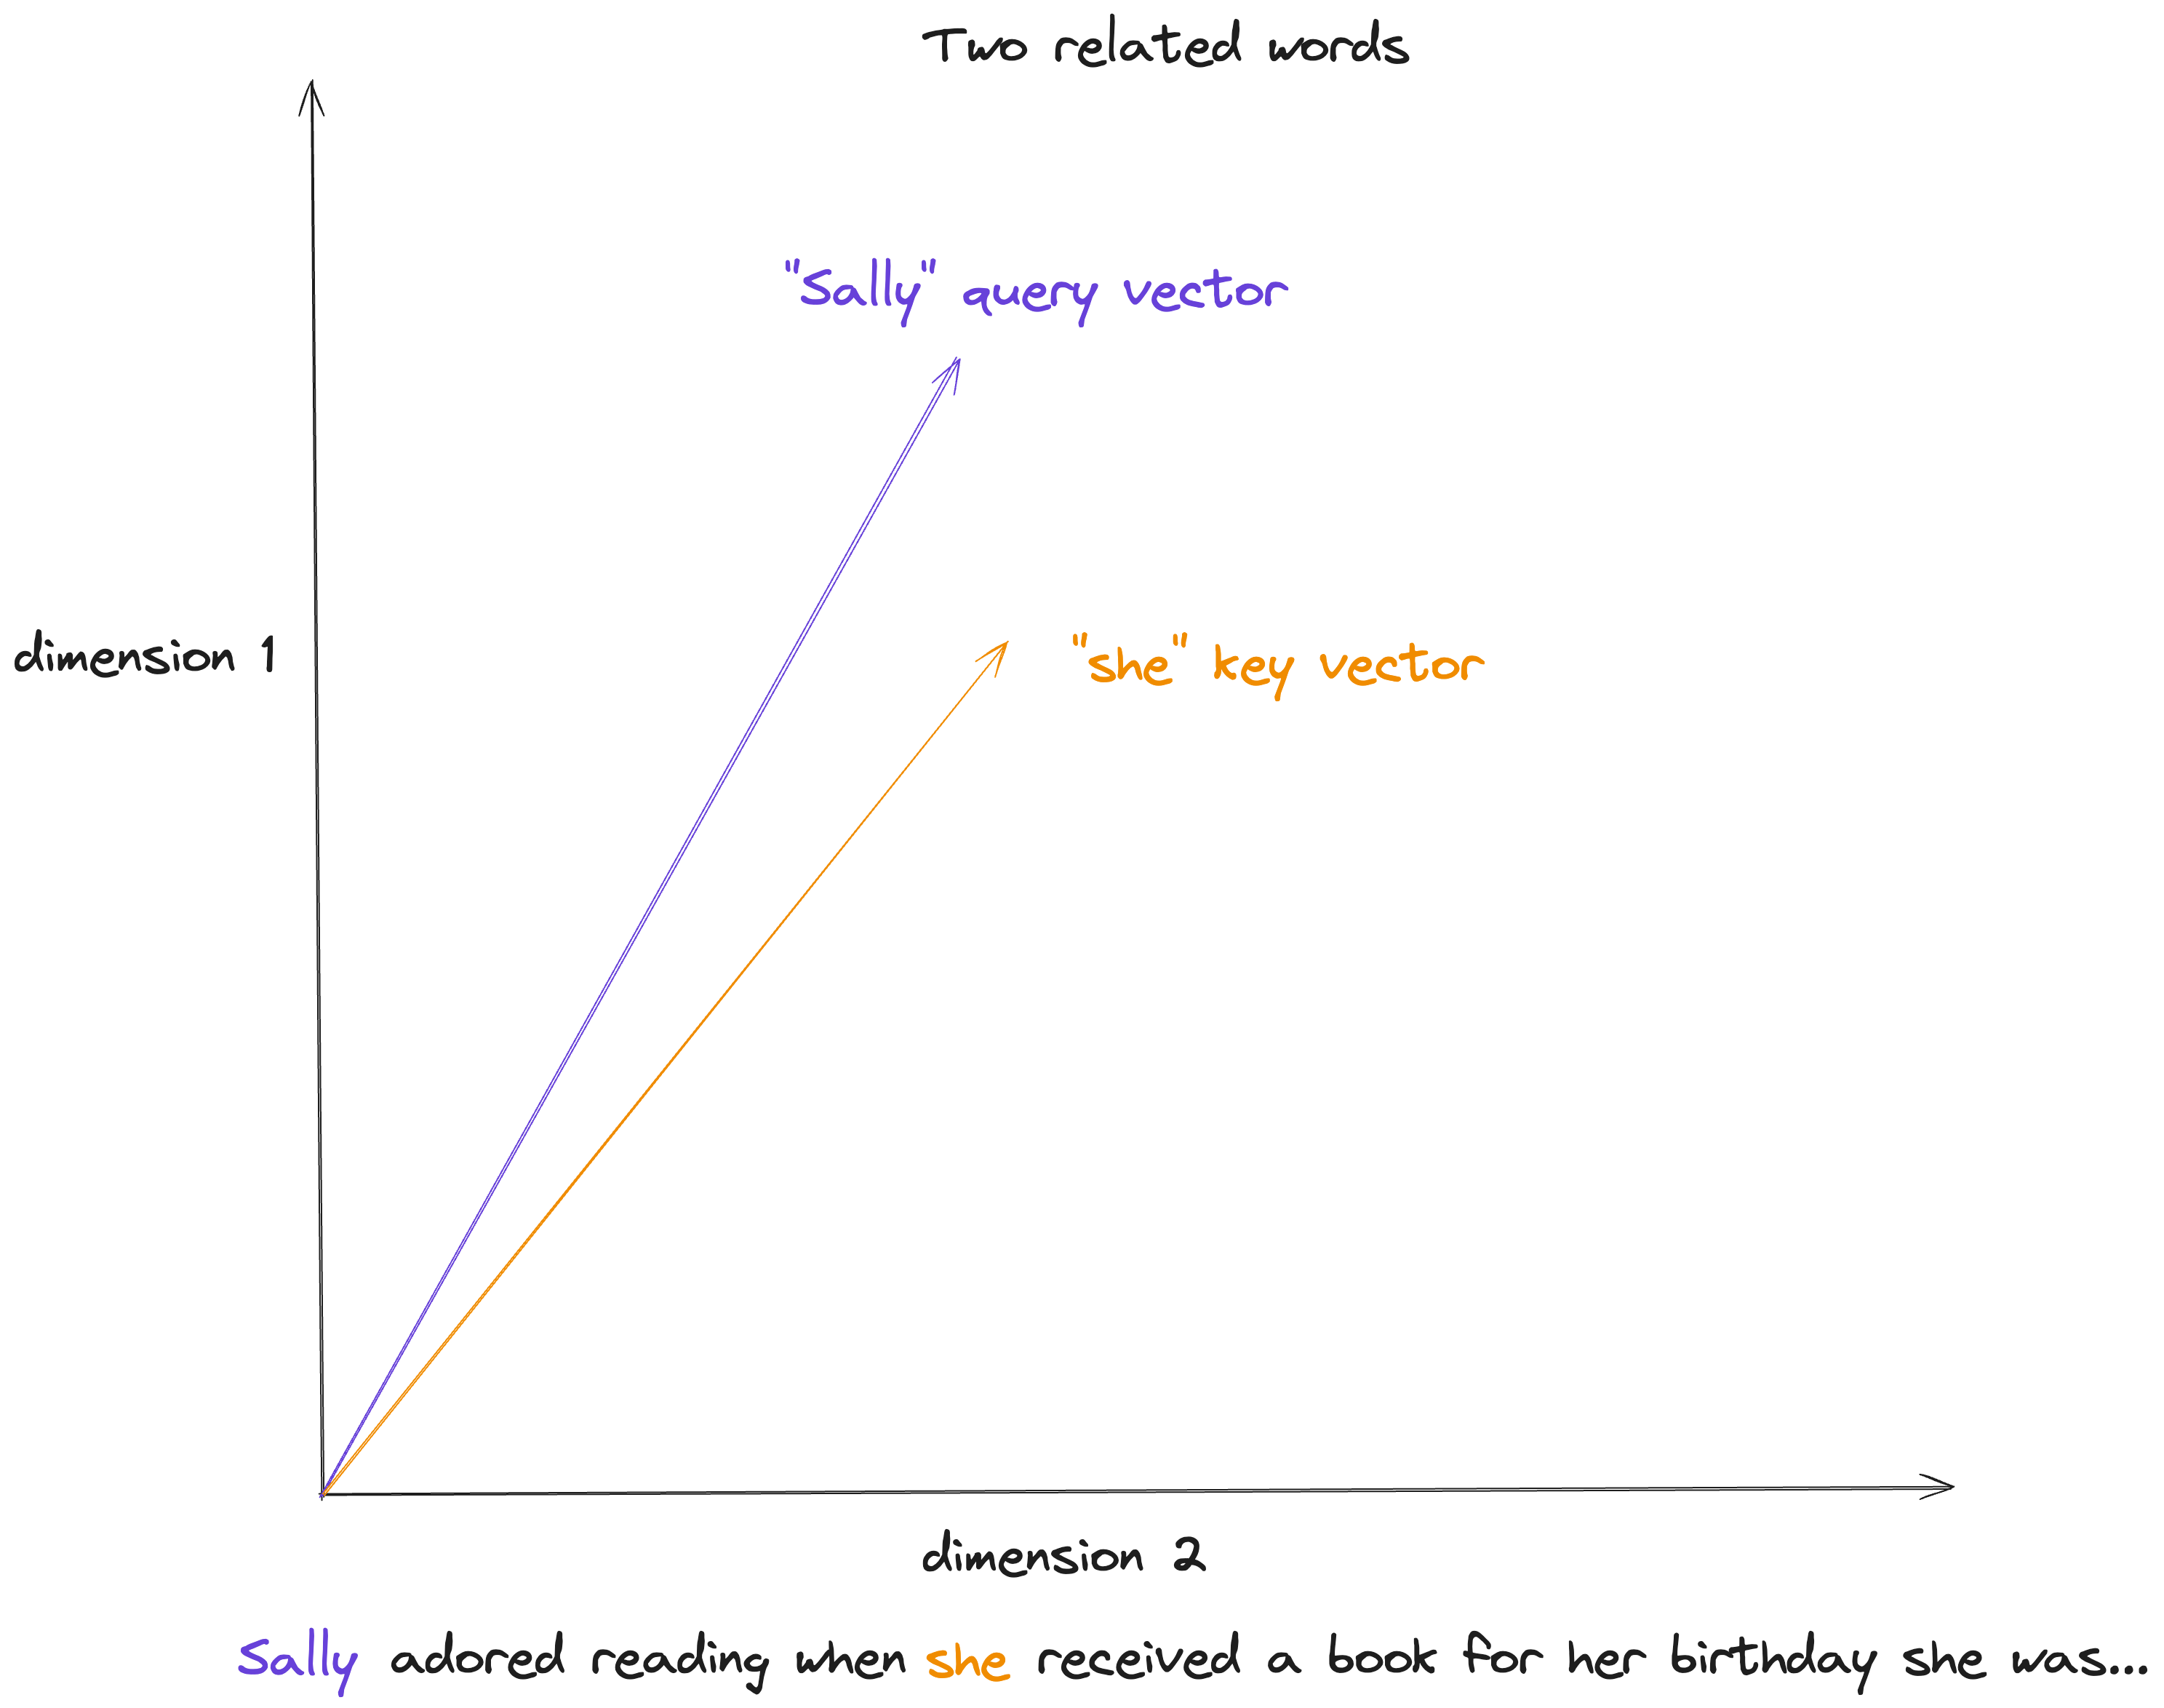 Two related words
"Sally" query vector
dimension 1
"she" key vector
dimension 2
Sally adored reading when she received a book for her birthday she was...